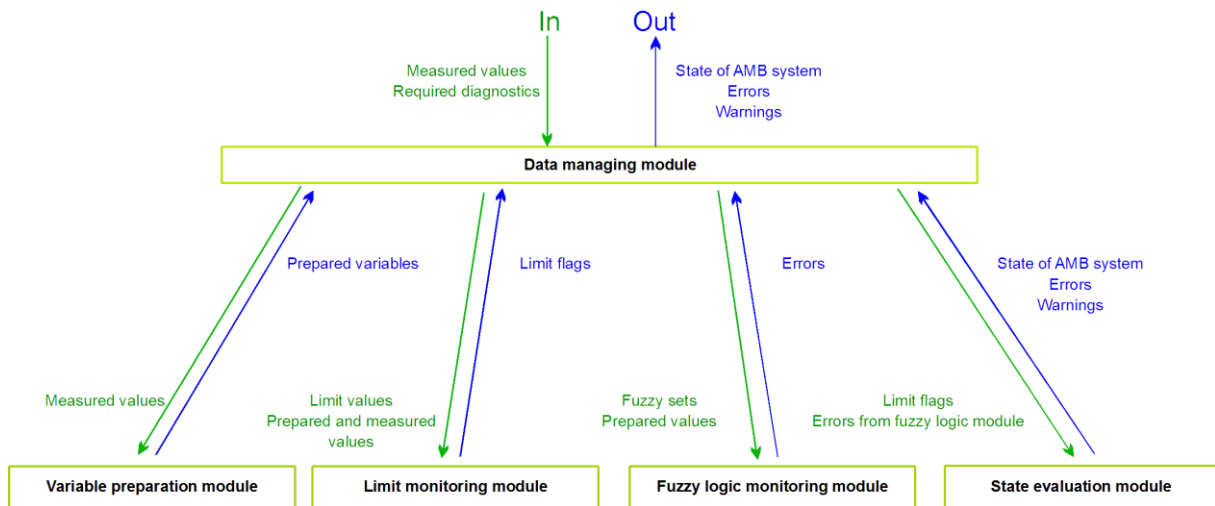 In
Out
Measured values
Required diagnostics
State of AMB system
Errors
Warnings
Data managing module
Prepared variables
Limit flags
Errors
State of AMB system
Errors
Warnings
Measured values
Limit values
Prepared and measured
values
Fuzzy sets
Prepared values
Limit flags
Errors from fuzzy logic module
Variable preparation module
Limit monitoring module
Fuzzy logic monitoring module
State evaluation module